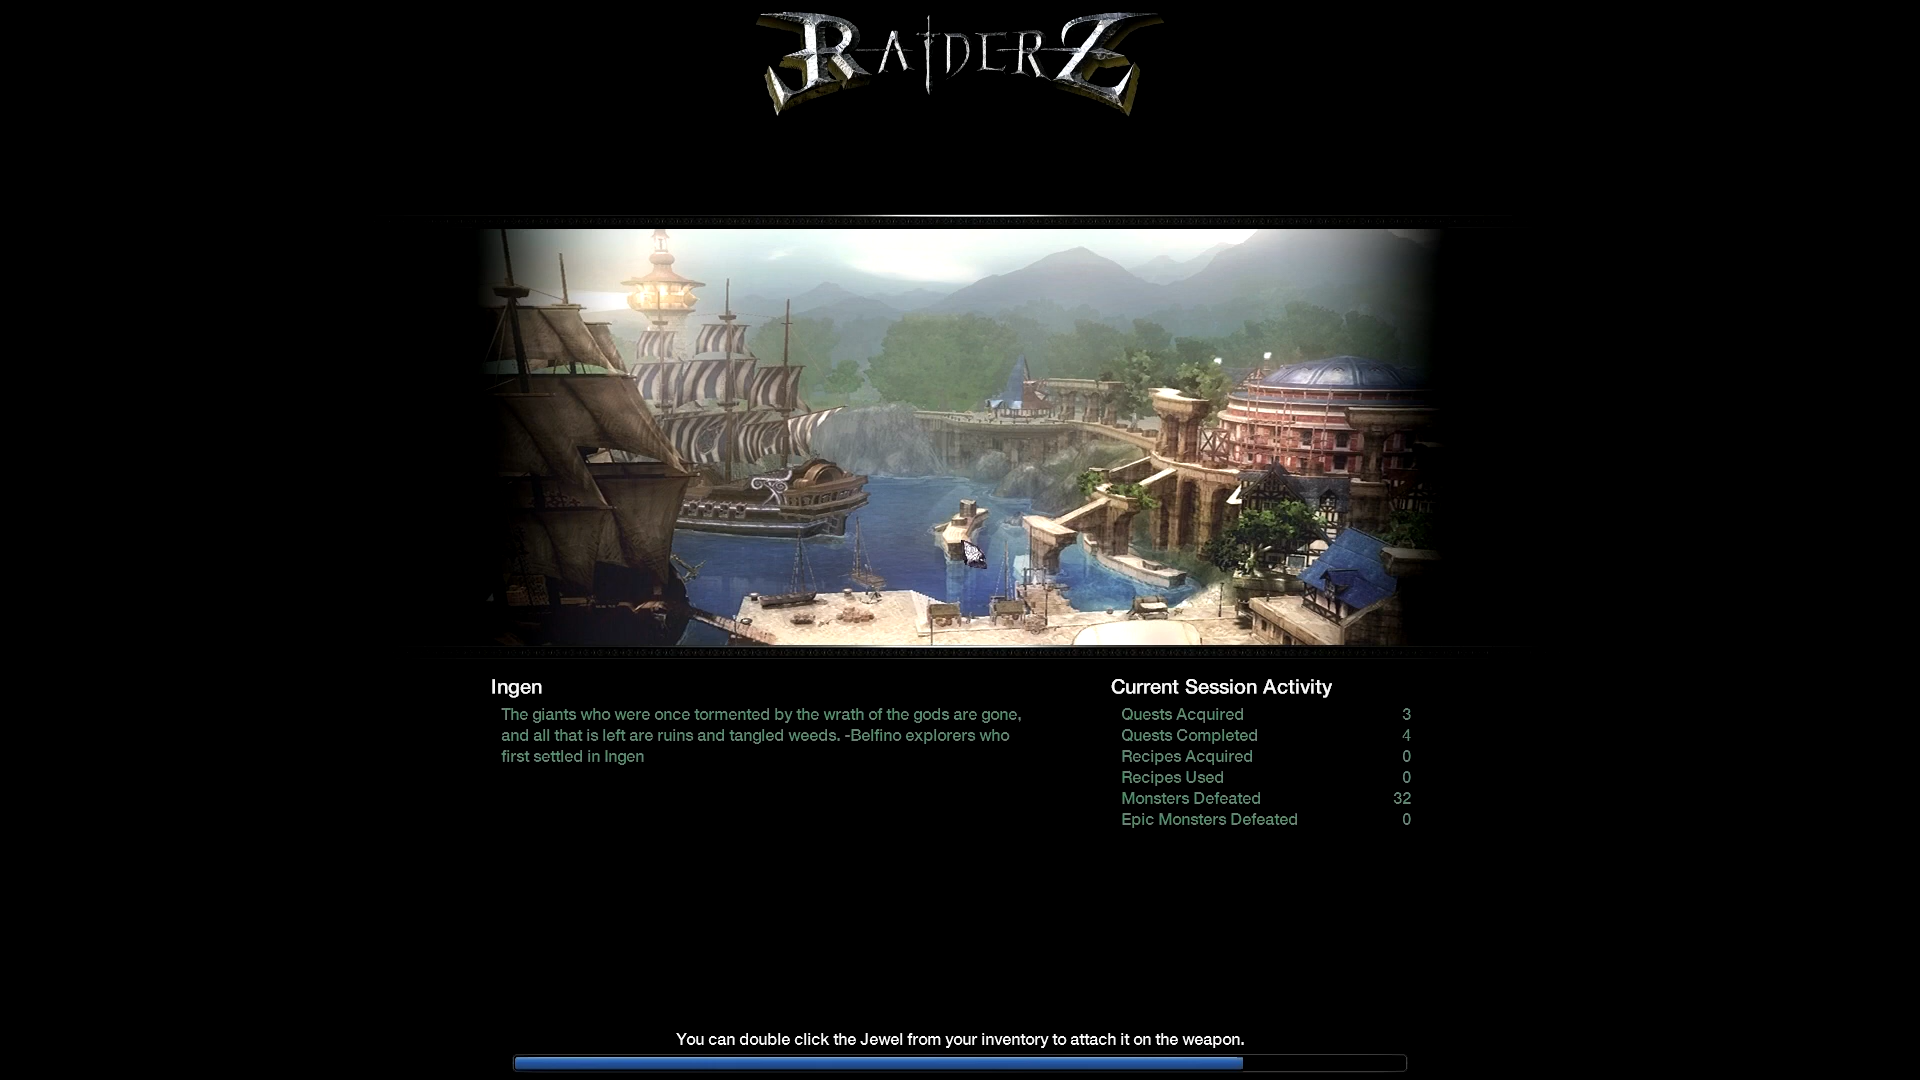 RAIDERZ
Ingen
The giants who were once tormented by the wrath of the gods are gone,
and all that is left are ruins and tangled weeds. -Belfino explorers who
first settled in Ingen
Current Session Activity
Quests Acquired 3
Quests Completed 4
Recipes Acquired 0
Recipes Used 0
Monsters Defeated 32
Epic Monsters Defeated 0
You can double click the Jewel from your inventory to attach it on the weapon.